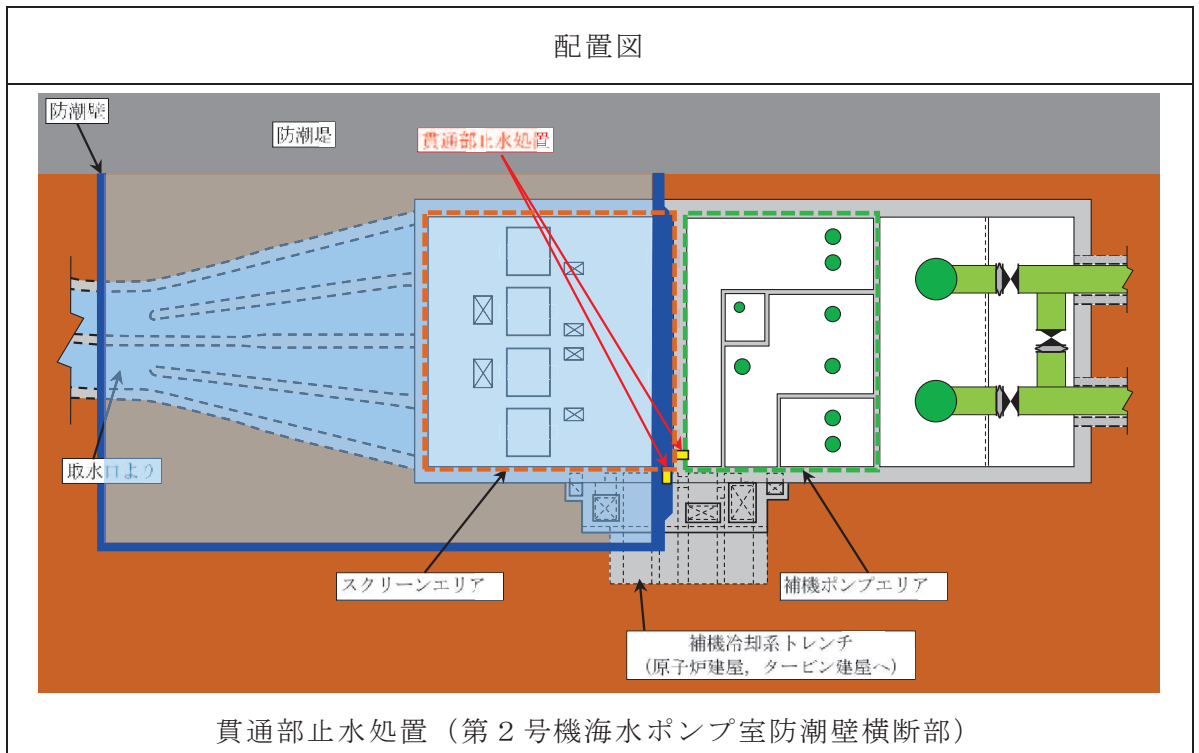 配置図
防潮壁
防潮堤
貫通部止水処置
取水口より
スクリーンエリア
補機ポンプエリア
補機冷却系トレンチ
(原子炉建屋，タービン建屋へ)
貫通部止水処置（第２号機海水ポンプ室防潮壁横断部）